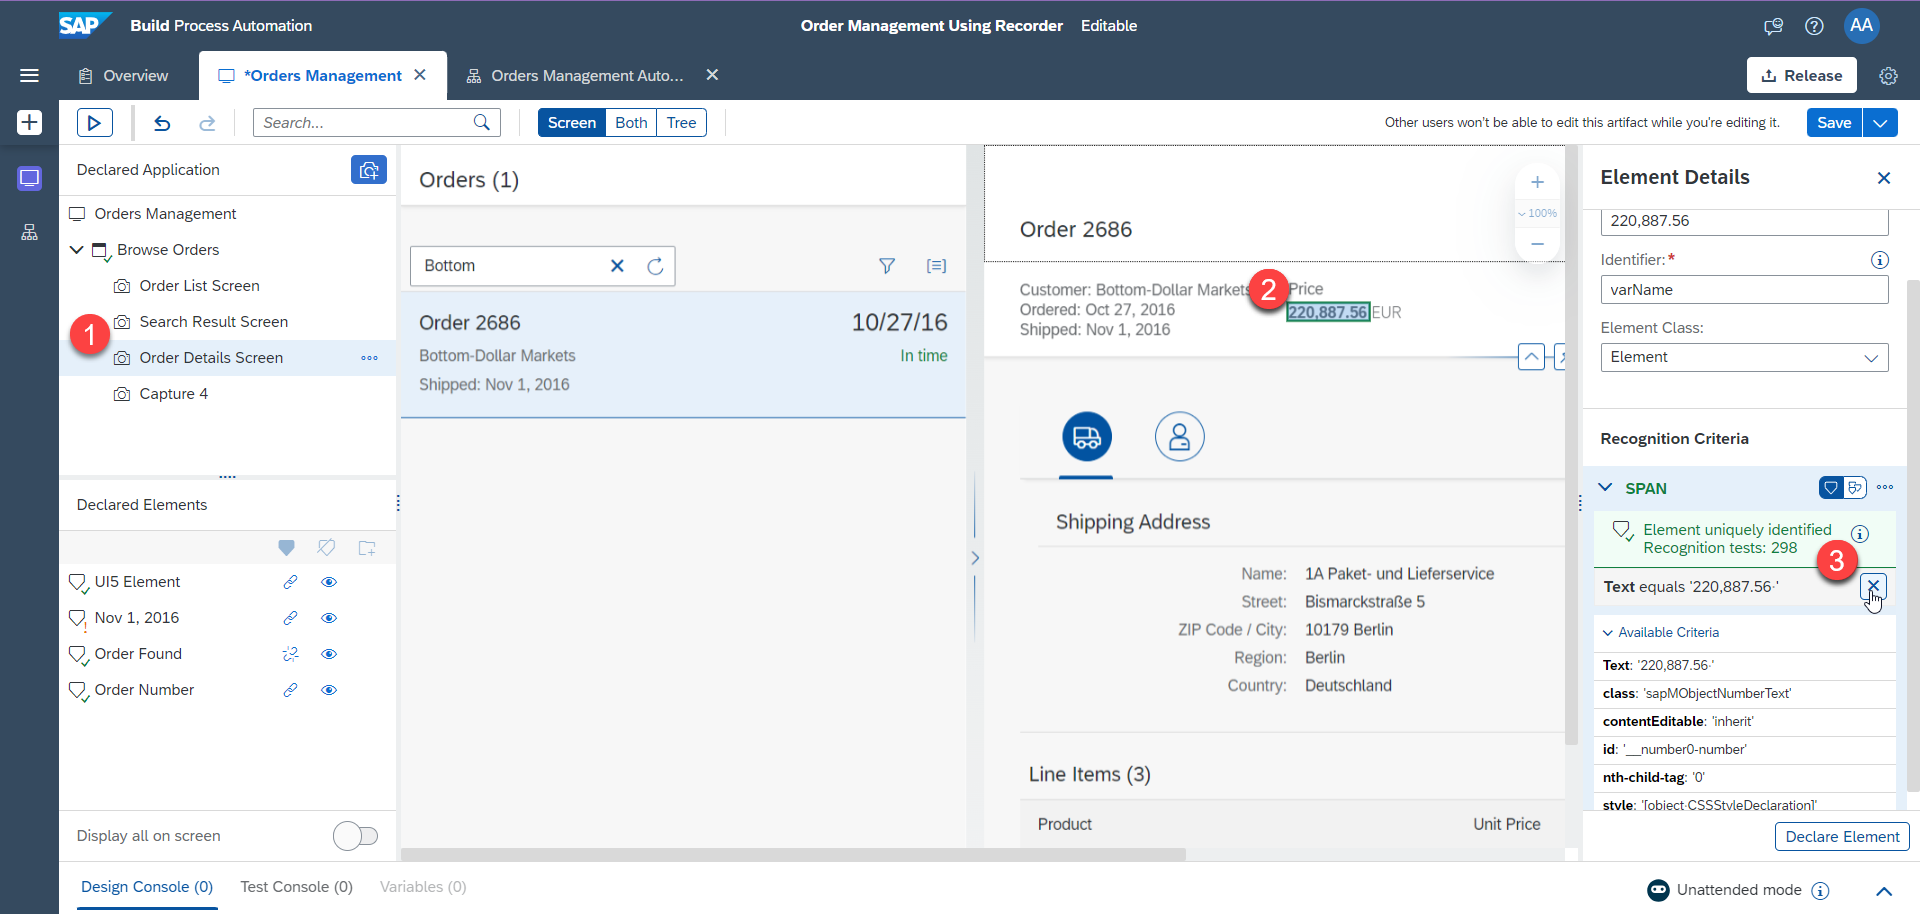 SAP Build Process Automation
Order Management Using Recorder Editable
AA
Overview
*Orders Management
Orders Management Auto...
Release
Search...
Screen Both Tree
Other users won't be able to edit this artifact while you're editing it.
Save
Declared Application
Orders Management
Browse Orders
Order List Screen
Search Result Screen
1
Order Details Screen
Capture 4
Declared Elements
UI5 Element
Nov 1, 2016
Order Found
Order Number
Display all on screen
Orders (1)
Bottom
Order 2686
10/27/16
Bottom-Dollar Markets
In time
Shipped: Nov 1, 2016
Order 2686
100%
Customer: Bottom-Dollar Markets
Ordered: Oct 27, 2016
Shipped: Nov 1, 2016
2
Price
220,887.56 EUR
Shipping Address
Name: 1A Paket- und Lieferservice
Street: Bismarckstraße 5
ZIP Code / City: 10179 Berlin
Region: Berlin
Country: Deutschland
Line Items (3)
Product Unit Price
Element Details
220,887.56
Identifier:*
varName
Element Class:
Element
Recognition Criteria
SPAN
Element uniquely identified
Recognition tests: 298
3
Text equals '220,887.56·'
Available Criteria
Text: '220,887.56·'
class: 'sapMObjectNumberText'
contentEditable: 'inherit'
id: '__number0-number'
nth-child-tag: '0'
style: '[object·CSSStyleDeclaration]'
Declare Element
Design Console (0) Test Console (0) Variables (0)
Unattended mode